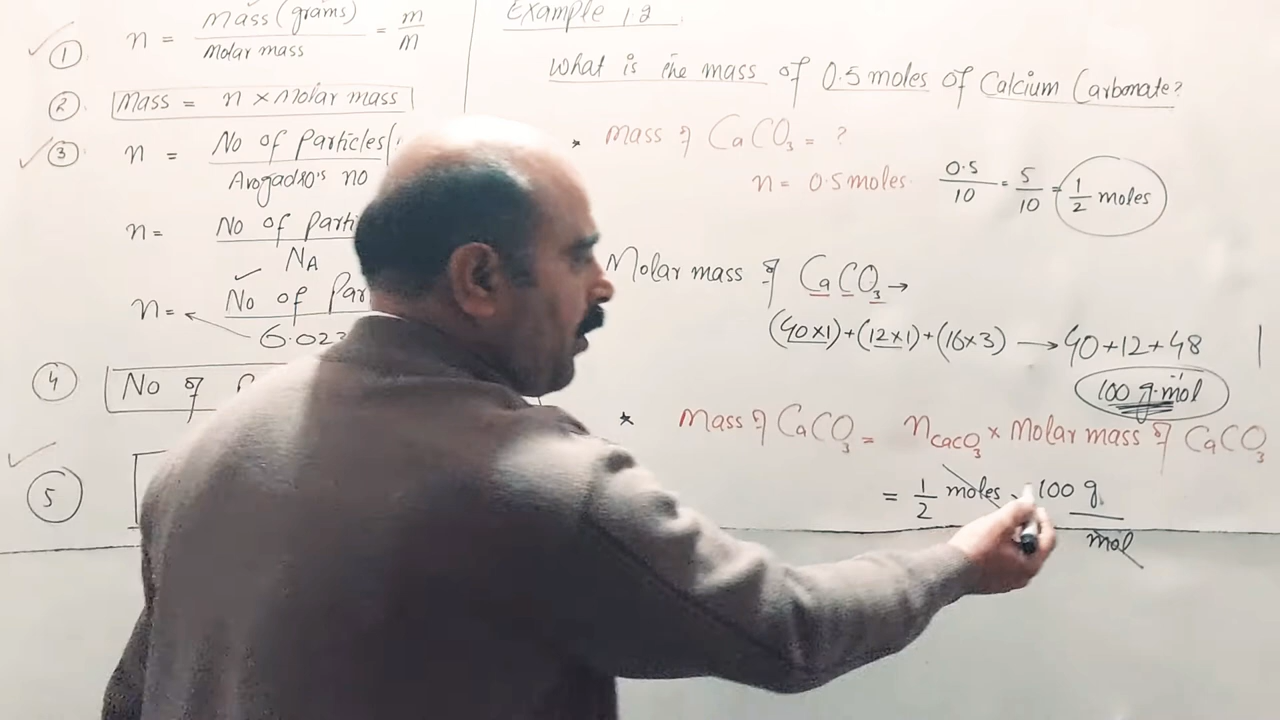 ① n = Mass (grams) / Molar mass = m / M
② Mass = n × Molar mass
③ n = No of Particles( / Avogadro's no
n = No of Parti / NA
n = No of Par / 6.022
④ No of
⑤
Example 1.2
What is the mass of 0.5 moles of Calcium Carbonate?
* Mass of CaCO3 = ?
n = 0.5 moles. 0.5 / 10 = 5 / 10 = 1 / 2 moles
Molar mass of CaCO3 →
(40×1)+(12×1)+(16×3) → 40+12+48
100 g.mol
* Mass of CaCO3 = nCaCO3 × Molar mass of CaCO3
= 1 / 2 moles × 100 g / mol